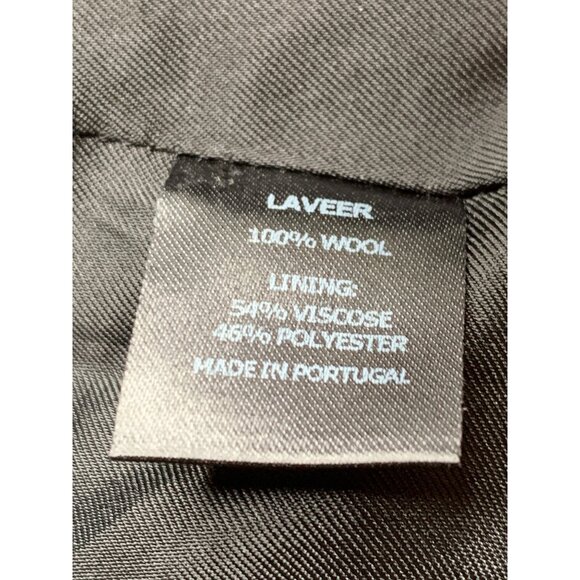 LAVEER
100% WOOL
LINING:
54% VISCOSE
46% POLYESTER
MADE IN PORTUGAL